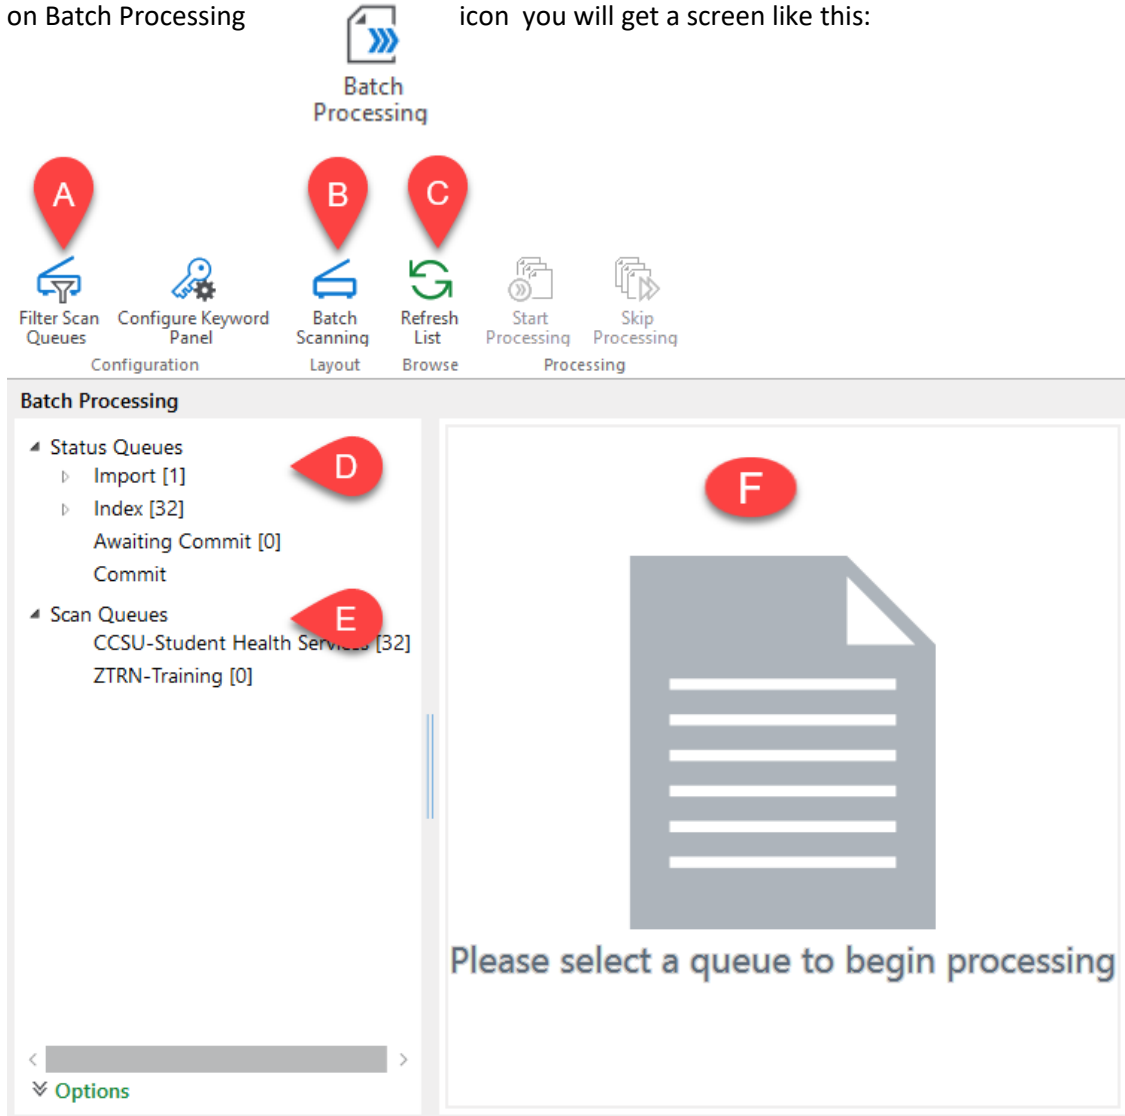 on Batch Processing icon you will get a screen like this:
Batch
Processing
A B C
Filter Scan
Queues
Configure Keyword
Panel
Batch
Scanning
Refresh
List
Start
Processing
Skip
Processing
Configuration Layout Browse Processing
Batch Processing
Status Queues
D
Import [1]
Index [32]
Awaiting Commit [0]
Commit
Scan Queues
E
CCSU-Student Health Services [32]
ZTRN-Training [0]
F
Please select a queue to begin processing
Options